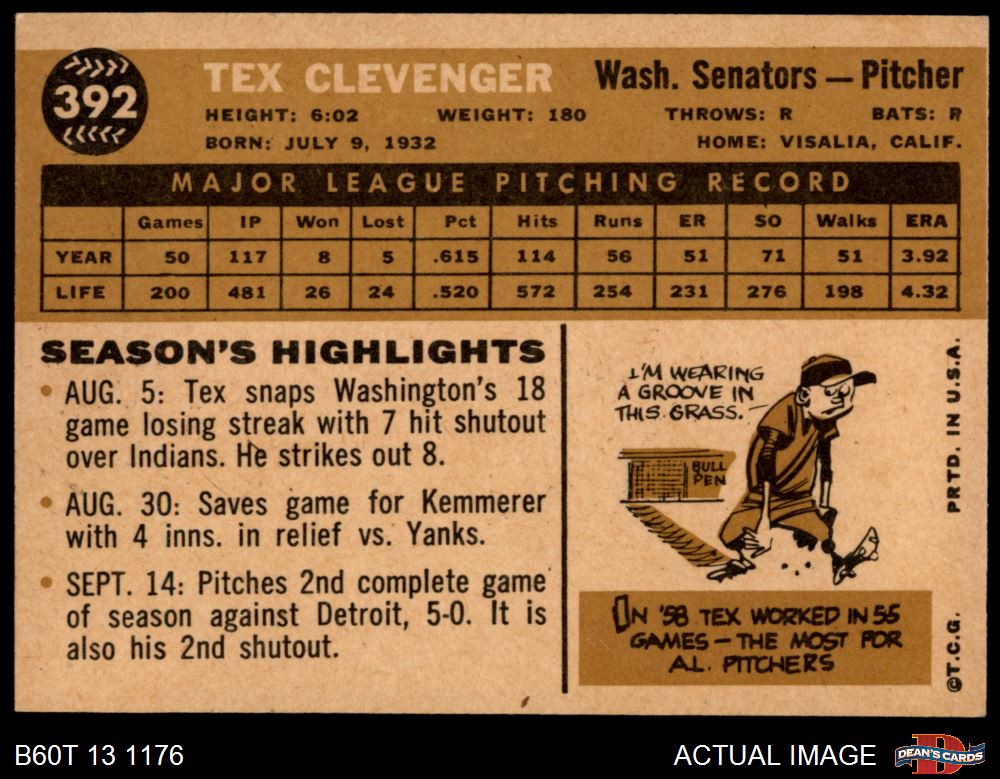 392
TEX CLEVENGER
Wash. Senators — Pitcher
HEIGHT: 6:02 WEIGHT: 180 THROWS: R BATS: R
BORN: JULY 9, 1932 HOME: VISALIA, CALIF.
MAJOR LEAGUE PITCHING RECORD
Games IP Won Lost Pct Hits Runs ER SO Walks ERA
YEAR 50 117 8 5 .615 114 56 51 71 51 3.92
LIFE 200 481 26 24 .520 572 254 231 276 198 4.32
SEASON'S HIGHLIGHTS
• AUG. 5: Tex snaps Washington's 18
game losing streak with 7 hit shutout
over Indians. He strikes out 8.
• AUG. 30: Saves game for Kemmerer
with 4 inns. in relief vs. Yanks.
• SEPT. 14: Pitches 2nd complete game
of season against Detroit, 5-0. It is
also his 2nd shutout.
I'M WEARING
A GROOVE IN
THIS GRASS.
BULL
PEN
IN '58 TEX WORKED IN 55
GAMES — THE MOST FOR
A.L. PITCHERS
PRTD. IN U.S.A.
©T.C.G.
B60T 13 1176
ACTUAL IMAGE
DEAN'S CARDS